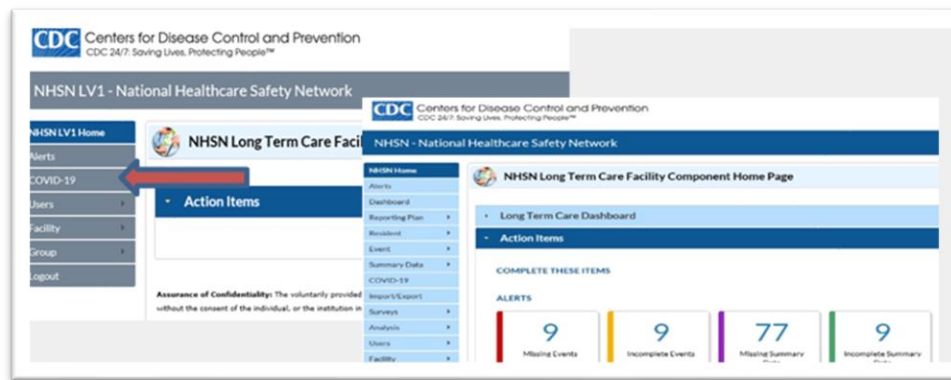 CDC Centers for Disease Control and Prevention
CDC 24/7: Saving Lives, Protecting People™
NHSN LV1 - National Healthcare Safety Network
NHSN LV1 Home
Alerts
COVID-19
Users
Facility
Group
Logout
NHSN Long Term Care Facil
Action Items
Assurance of Confidentiality: The voluntarily provided
without the consent of the individual, or the institution in
CDC Centers for Disease Control and Prevention
CDC 24/7: Saving Lives, Protecting People™
NHSN - National Healthcare Safety Network
NHSN Home
Alerts
Dashboard
Reporting Plan
Resident
Event
Summary Data
COVID-19
Import/Export
Surveys
Analysis
Users
Facility
NHSN Long Term Care Facility Component Home Page
Long Term Care Dashboard
Action Items
COMPLETE THESE ITEMS
ALERTS
9
Missing Events
9
Incomplete Events
77
Missing Summary
Data
9
Incomplete Summary
Data